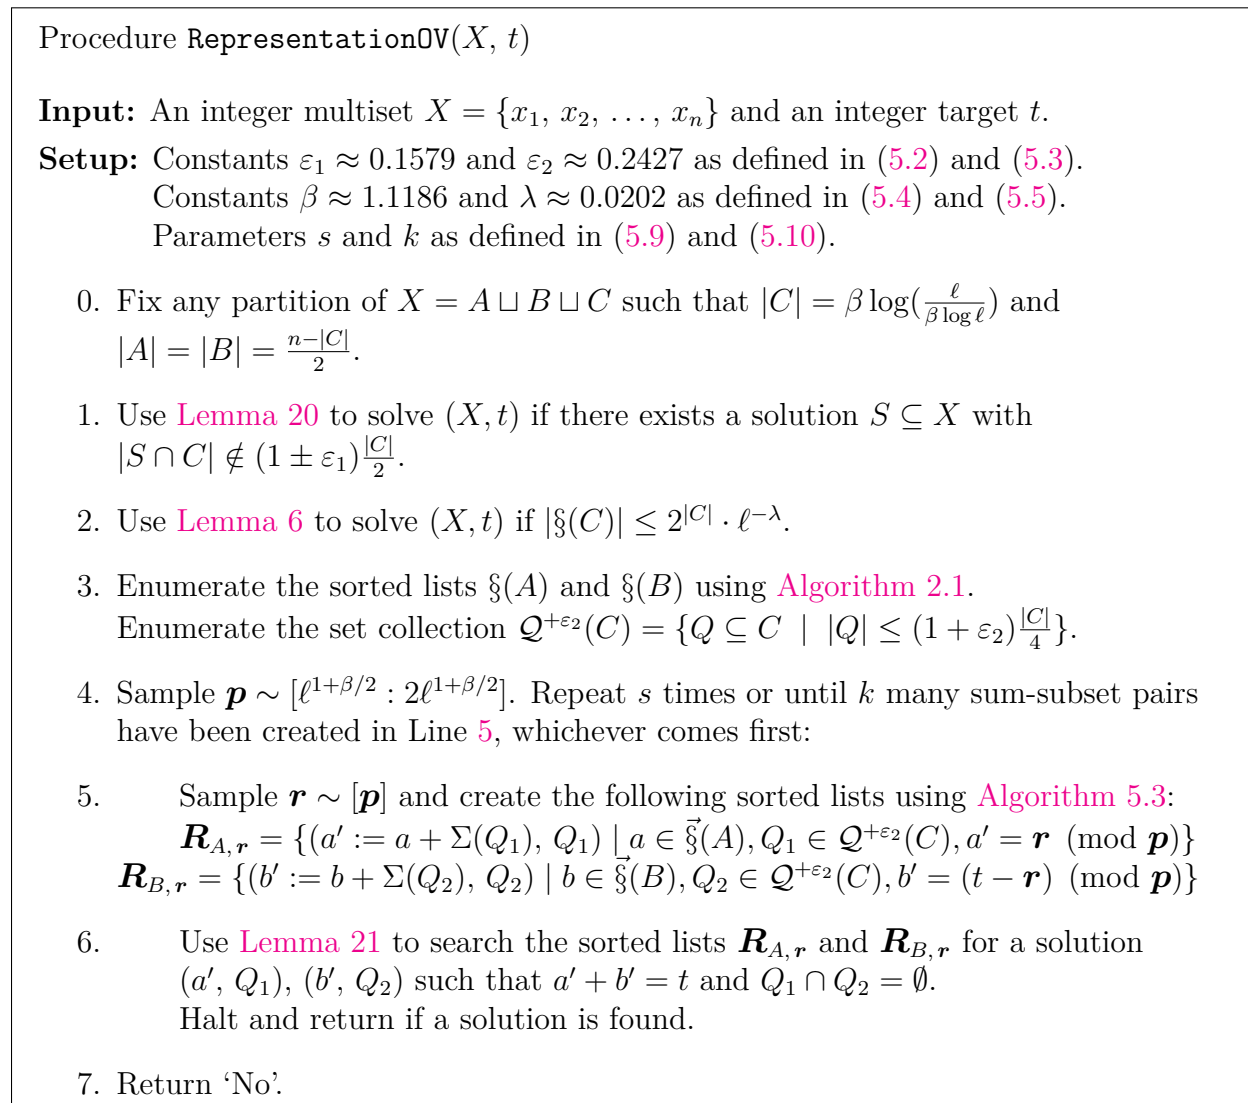 Procedure RepresentationOV(X, t)
Input: An integer multiset X = {x₁, x₂, …, xₙ} and an integer target t.
Setup: Constants ε₁ ≈ 0.1579 and ε₂ ≈ 0.2427 as defined in (5.2) and (5.3).
Constants β ≈ 1.1186 and λ ≈ 0.0202 as defined in (5.4) and (5.5).
Parameters s and k as defined in (5.9) and (5.10).
0. Fix any partition of X = A ⊔ B ⊔ C such that |C| = β log(ℓ/(β log ℓ)) and
|A| = |B| = (n−|C|)/2.
1. Use Lemma 20 to solve (X, t) if there exists a solution S ⊆ X with
|S ∩ C| ∉ (1 ± ε₁)|C|/2.
2. Use Lemma 6 to solve (X, t) if |§(C)| ≤ 2^{|C|} · ℓ^{−λ}.
3. Enumerate the sorted lists §(A) and §(B) using Algorithm 2.1.
Enumerate the set collection 𝒬^{+ε₂}(C) = {Q ⊆ C | |Q| ≤ (1 + ε₂)|C|/4}.
4. Sample p ∼ [ℓ^{1+β/2} : 2ℓ^{1+β/2}]. Repeat s times or until k many sum-subset pairs
have been created in Line 5, whichever comes first:
5. Sample r ∼ [p] and create the following sorted lists using Algorithm 5.3:
R_{A, r} = {(a′ := a + Σ(Q₁), Q₁) | a ∈ §⃗(A), Q₁ ∈ 𝒬^{+ε₂}(C), a′ = r (mod p)}
R_{B, r} = {(b′ := b + Σ(Q₂), Q₂) | b ∈ §⃗(B), Q₂ ∈ 𝒬^{+ε₂}(C), b′ = (t − r) (mod p)}
6. Use Lemma 21 to search the sorted lists R_{A, r} and R_{B, r} for a solution
(a′, Q₁), (b′, Q₂) such that a′ + b′ = t and Q₁ ∩ Q₂ = ∅.
Halt and return if a solution is found.
7. Return ‘No’.